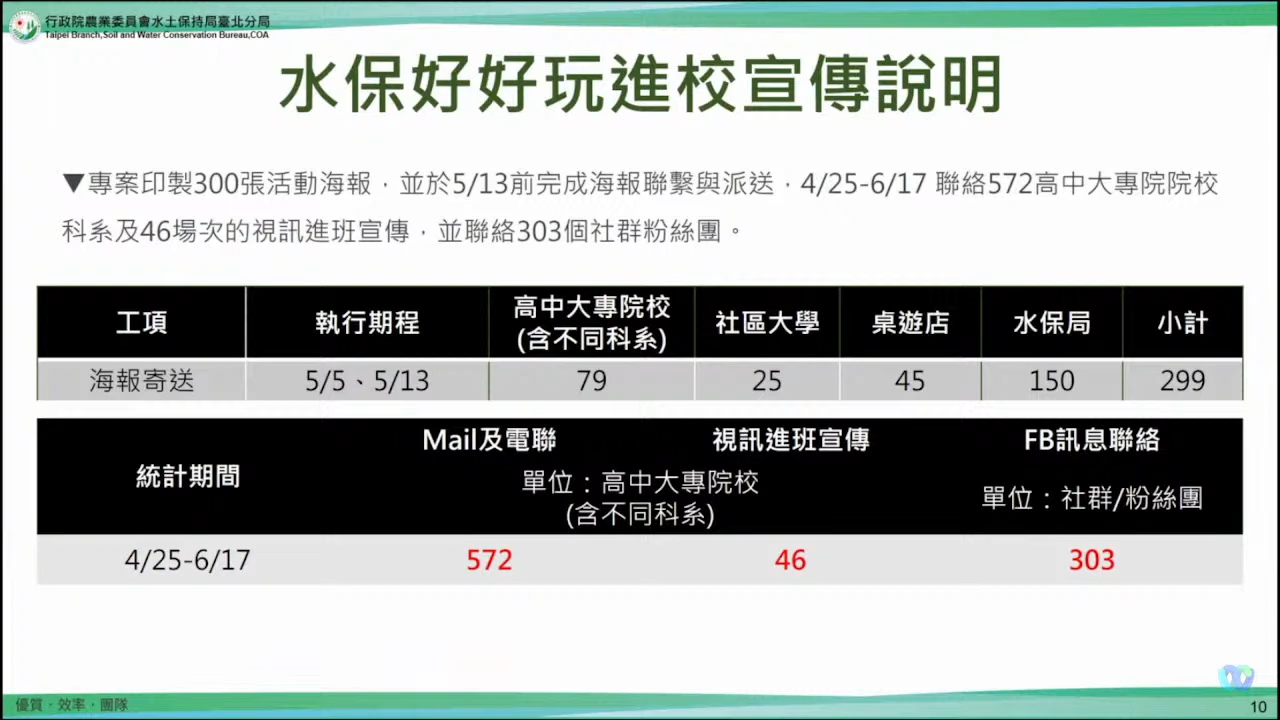 行政院農業委員會水土保持局臺北分局
Taipei Branch,Soil and Water Conservation Bureau,COA
水保好好玩進校宣傳說明
▼專案印製300張活動海報，並於5/13前完成海報聯繫與派送，4/25-6/17 聯絡572高中大專院院校
科系及46場次的視訊進班宣傳，並聯絡303個社群粉絲團。
工項 執行期程 高中大專院校 (含不同科系) 社區大學 桌遊店 水保局 小計
海報寄送 5/5、5/13 79 25 45 150 299
統計期間 Mail及電聯 視訊進班宣傳 FB訊息聯絡
單位：高中大專院校 單位：社群/粉絲團
(含不同科系)
4/25-6/17 572 46 303
優質・效率・團隊
10